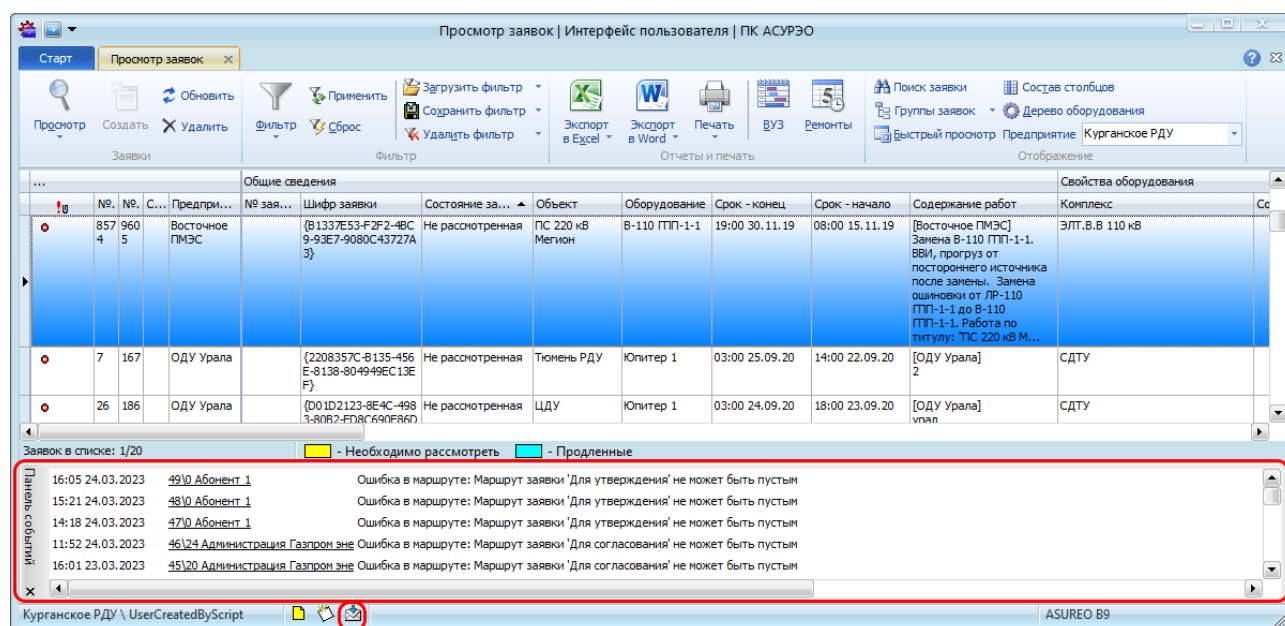 Просмотр заявок | Интерфейс пользователя | ПК АСУРЭО
Старт
Просмотр заявок
Просмотр
Создать
Обновить
Удалить
Заявки
Фильтр
Применить
Сброс
Загрузить фильтр
Сохранить фильтр
Удалить фильтр
Фильтр
Экспорт
в Excel
Экспорт
в Word
Печать
ВУЗ
Ремонты
Отчеты и печать
Поиск заявки
Состав столбцов
Группы заявок
Дерево оборудования
Быстрый просмотр
Предприятие Курганское РДУ
Отображение
... Общие сведения Свойства оборудования
№. №. С... Предпри... № зая... Шифр заявки Состояние за... Объект Оборудование Срок - конец Срок - начало Содержание работ Комплекс Со
857 960 Восточное {B1337E53-F2F2-4BC Не рассмотренная ПС 220 кВ В-110 ГПП-1-1 19:00 30.11.19 08:00 15.11.19 [Восточное ПМЭС] ЭЛТ.В.В 110 кВ
4 5 ПМЭС 9-93E7-9080C43727A Мегион Замена В-110 ГПП-1-1.
3} ВВИ, прогруз от
постороннего источника
после замены. Замена
ошиновки от ЛР-110
ГПП-1-1 до В-110
ГПП-1-1. Работа по
титулу: "ПС 220 кВ М...
7 167 ОДУ Урала {2208357C-B135-456 Не рассмотренная Тюмень РДУ Юпитер 1 03:00 25.09.20 14:00 22.09.20 [ОДУ Урала] СДТУ
E-8138-804949EC13E 2
F}
26 186 ОДУ Урала {D01D2123-8E4C-498 Не рассмотренная ЦДУ Юпитер 1 03:00 24.09.20 18:00 23.09.20 [ОДУ Урала] СДТУ
3-80B2-FD8C690E86D урал
Заявок в списке: 1/20 - Необходимо рассмотреть - Продленные
Панель событий
16:05 24.03.2023 49\0 Абонент 1 Ошибка в маршруте: Маршрут заявки 'Для утверждения' не может быть пустым
15:21 24.03.2023 48\0 Абонент 1 Ошибка в маршруте: Маршрут заявки 'Для утверждения' не может быть пустым
14:18 24.03.2023 47\0 Абонент 1 Ошибка в маршруте: Маршрут заявки 'Для утверждения' не может быть пустым
11:52 24.03.2023 46\24 Администрация Газпром эне Ошибка в маршруте: Маршрут заявки 'Для согласования' не может быть пустым
16:01 23.03.2023 45\20 Администрация Газпром эне Ошибка в маршруте: Маршрут заявки 'Для согласования' не может быть пустым
Курганское РДУ \ UserCreatedByScript ASUREO B9